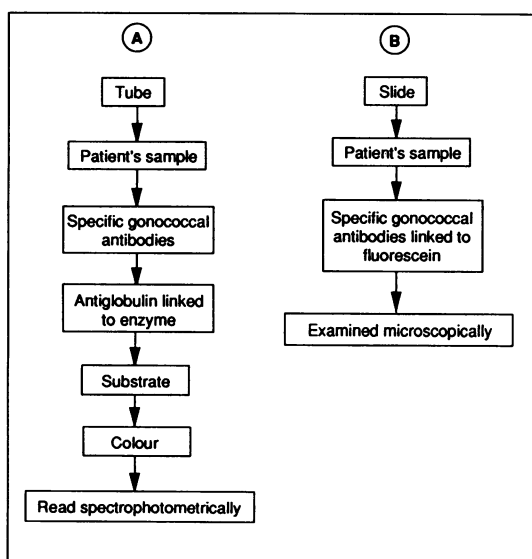 A
Tube
Patient's sample
Specific gonococcal
antibodies
Antiglobulin linked
to enzyme
Substrate
Colour
Read spectrophotometrically
B
Slide
Patient's sample
Specific gonococcal
antibodies linked to
fluorescein
Examined microscopically